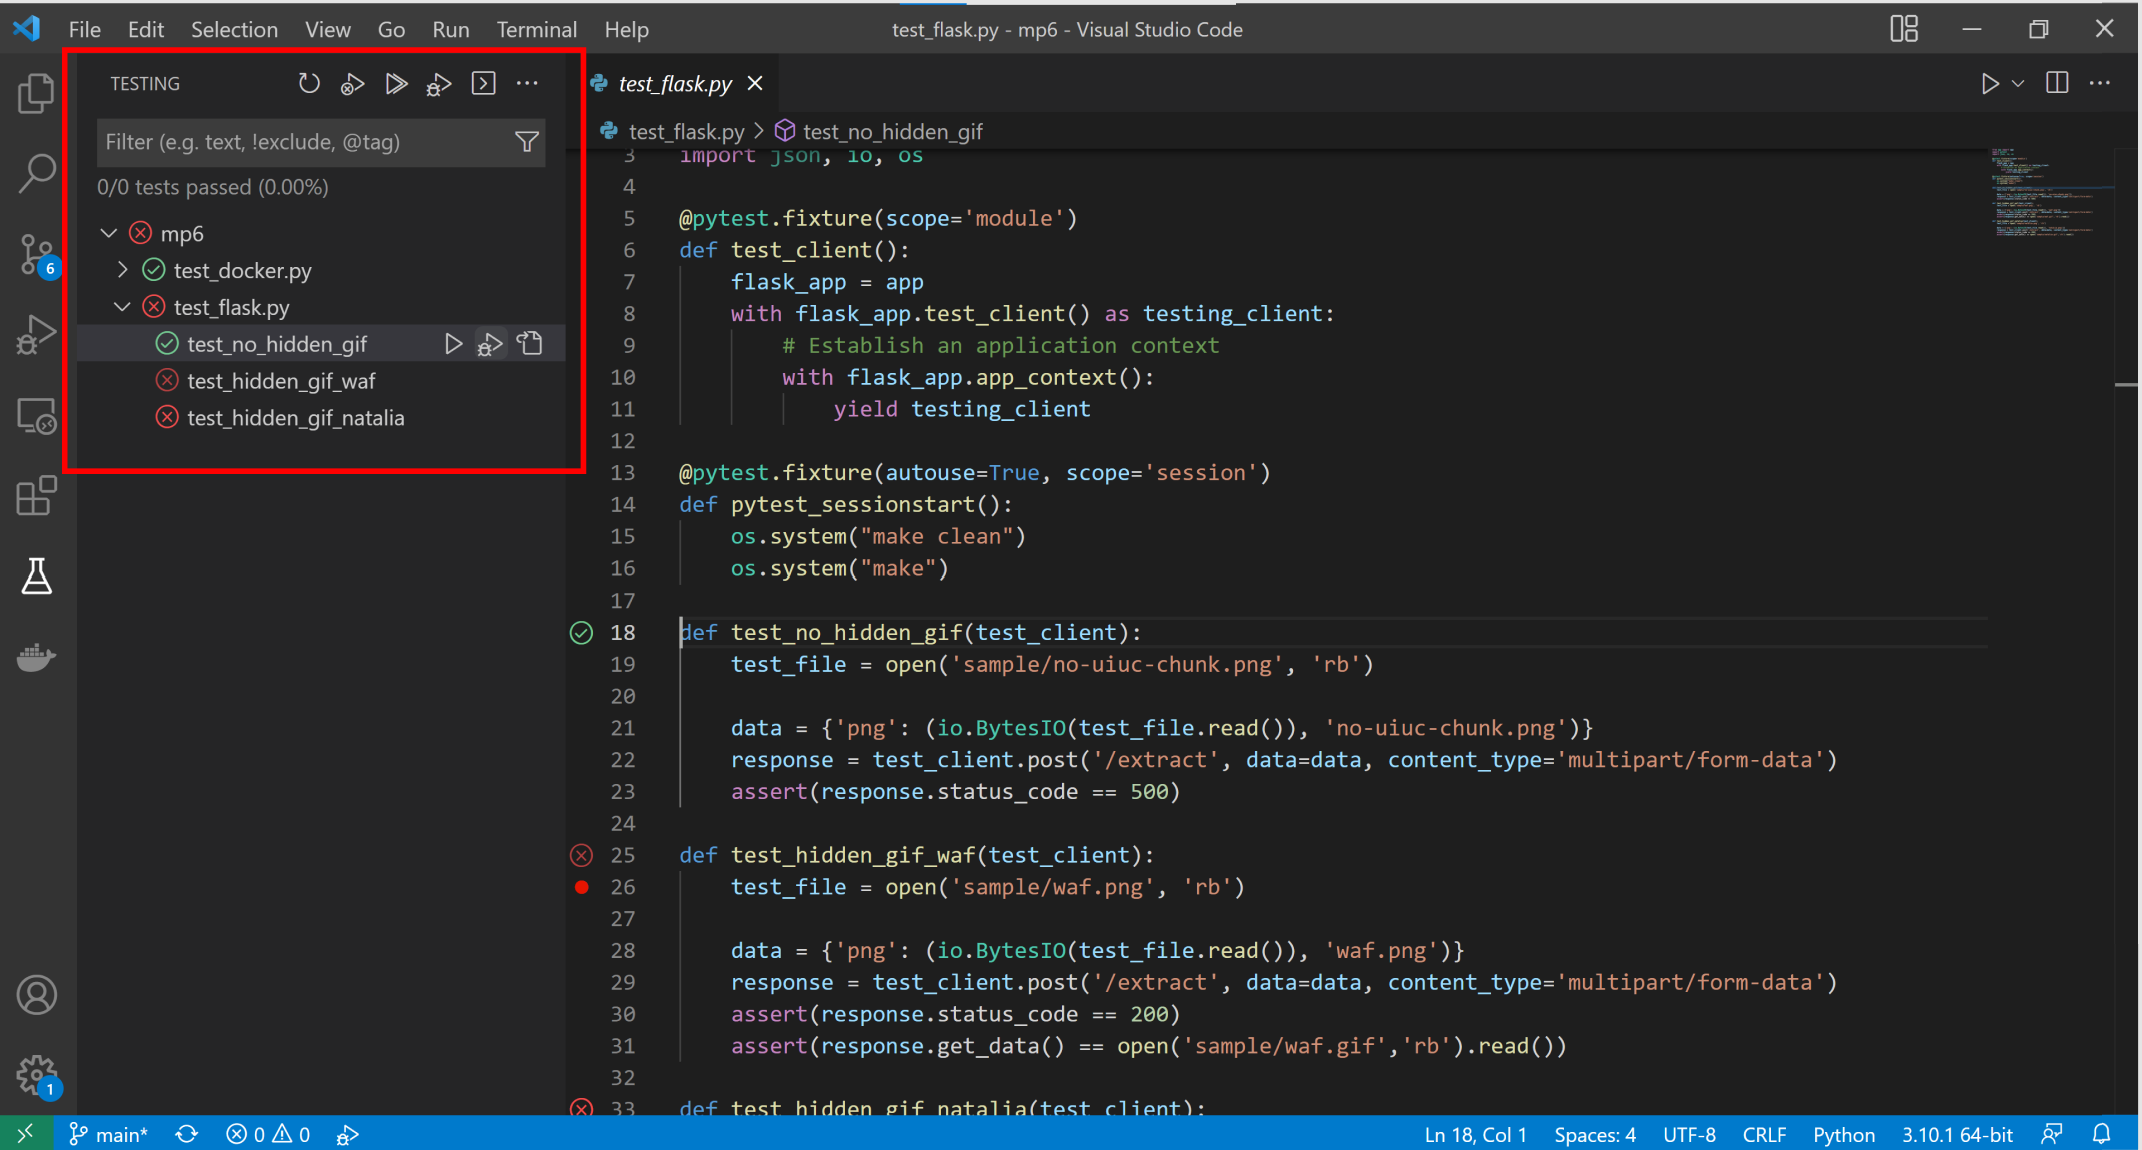 File Edit Selection View Go Run Terminal Help
test_flask.py - mp6 - Visual Studio Code
TESTING
Filter (e.g. text, !exclude, @tag)
0/0 tests passed (0.00%)
mp6
test_docker.py
test_flask.py
test_no_hidden_gif
test_hidden_gif_waf
test_hidden_gif_natalia
6
1
test_flask.py
test_flask.py > test_no_hidden_gif
3 import json, io, os
4
5 @pytest.fixture(scope='module')
6 def test_client():
7 flask_app = app
8 with flask_app.test_client() as testing_client:
9 # Establish an application context
10 with flask_app.app_context():
11 yield testing_client
12
13 @pytest.fixture(autouse=True, scope='session')
14 def pytest_sessionstart():
15 os.system("make clean")
16 os.system("make")
17
18 def test_no_hidden_gif(test_client):
19 test_file = open('sample/no-uiuc-chunk.png', 'rb')
20
21 data = {'png': (io.BytesIO(test_file.read()), 'no-uiuc-chunk.png')}
22 response = test_client.post('/extract', data=data, content_type='multipart/form-data')
23 assert(response.status_code == 500)
24
25 def test_hidden_gif_waf(test_client):
26 test_file = open('sample/waf.png', 'rb')
27
28 data = {'png': (io.BytesIO(test_file.read()), 'waf.png')}
29 response = test_client.post('/extract', data=data, content_type='multipart/form-data')
30 assert(response.status_code == 200)
31 assert(response.get_data() == open('sample/waf.gif','rb').read())
32
33 def test_hidden_gif_natalia(test_client):
main* 0 0
Ln 18, Col 1 Spaces: 4 UTF-8 CRLF Python 3.10.1 64-bit